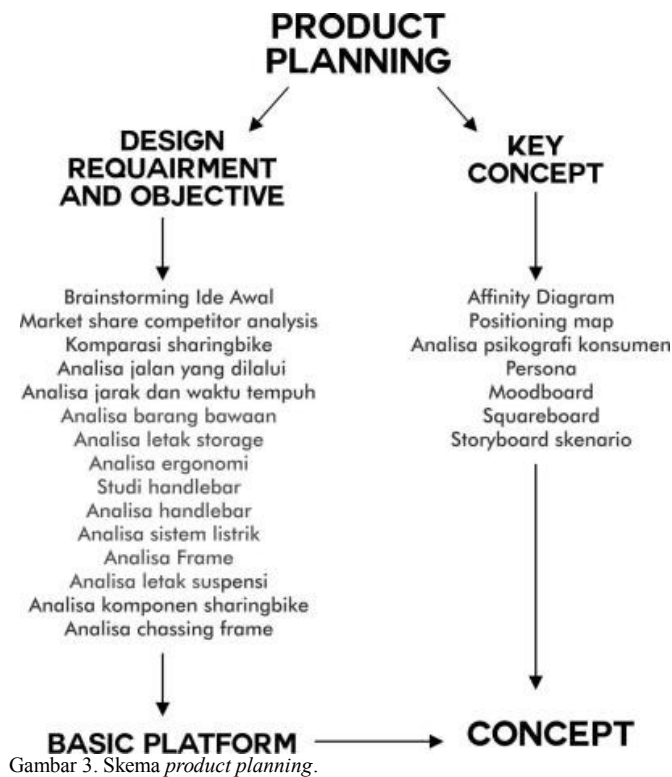 PRODUCT
PLANNING
DESIGN
REQUAIRMENT
AND OBJECTIVE
Brainstorming Ide Awal
Market share competitor analysis
Komparasi sharingbike
Analisa jalan yang dilalui
Analisa jarak dan waktu tempuh
Analisa barang bawaan
Analisa letak storage
Analisa ergonomi
Studi handlebar
Analisa handlebar
Analisa sistem listrik
Analisa Frame
Analisa letak suspensi
Analisa komponen sharingbike
Analisa chassing frame
BASIC PLATFORM
KEY
CONCEPT
Affinity Diagram
Positioning map
Analisa psikografi konsumen
Persona
Moodboard
Squareboard
Storyboard skenario
CONCEPT
Gambar 3. Skema product planning.